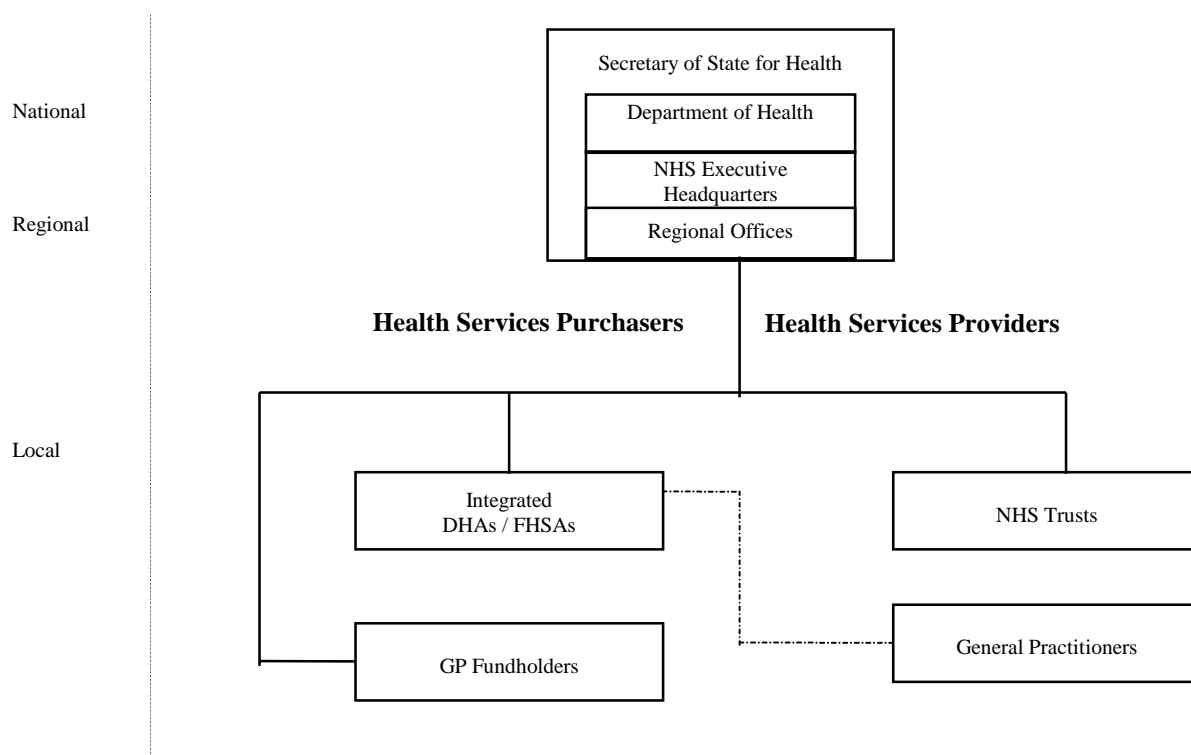 Secretary of State for Health
National
Department of Health
NHS Executive
Headquarters
Regional
Regional Offices
Health Services Purchasers
Health Services Providers
Local
Integrated
DHAs / FHSAs
NHS Trusts
General Practitioners
GP Fundholders